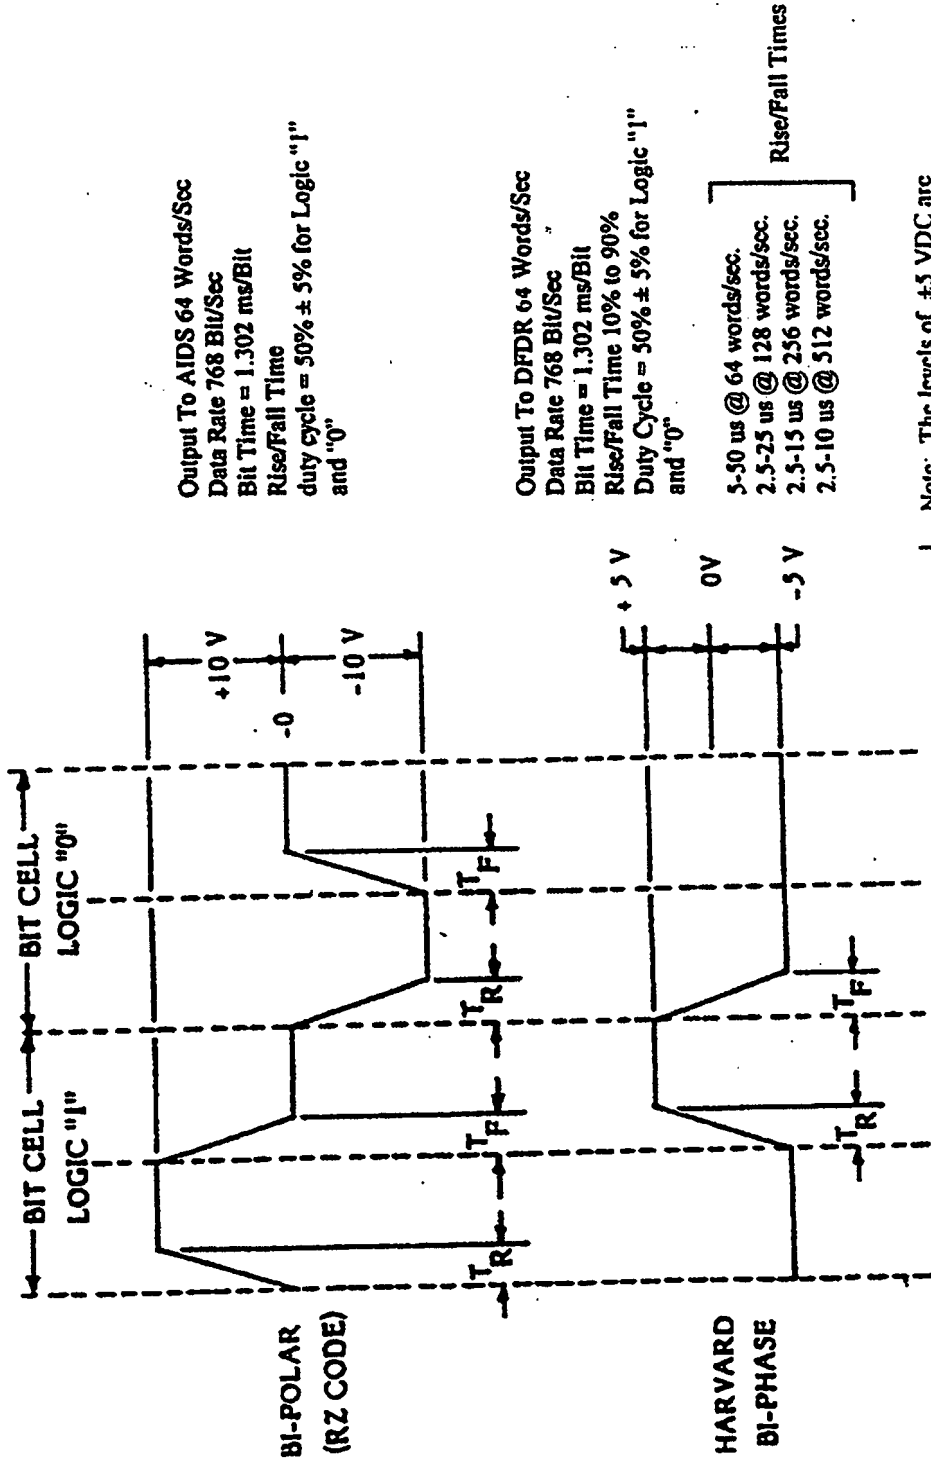 BIT CELL
LOGIC "1"
BIT CELL
LOGIC "0"
BI-POLAR
(RZ CODE)
+10 V
-0
-10 V
TR
TF
TR
TF
Output To AIDS 64 Words/Sec
Data Rate 768 Bit/Sec
Bit Time = 1.302 ms/Bit
Rise/Fall Time
duty cycle = 50% ± 5% for Logic "1"
and "0"
HARVARD
BI-PHASE
+ 5 V
0V
-5 V
TR
TF
Output To DFDR 64 Words/Sec
Data Rate 768 Bit/Sec
Bit Time = 1.302 ms/Bit
Rise/Fall Time 10% to 90%
Duty Cycle = 50% ± 5% for Logic "1"
and "0"
5-50 us @ 64 words/sec.
2.5-25 us @ 128 words/sec.
2.5-15 us @ 256 words/sec.
2.5-10 us @ 512 words/sec.
Rise/Fall Times
Note: The levels of ±5 VDC are